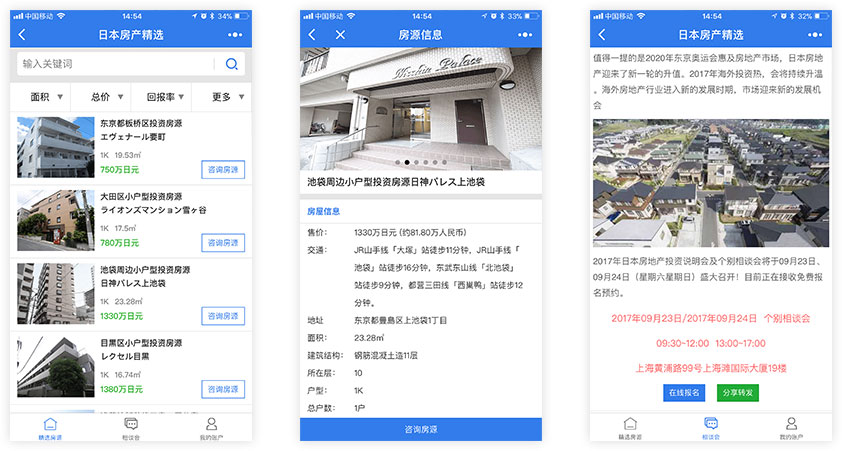 中国移动
14:54
34%
日本房产精选
输入关键词
面积
总价
回报率
更多
东京都板桥区投资房源
エヴェナール要町
1K 19.53㎡
750万日元
咨询房源
大田区小户型投资房源
ライオンズマンション雪ヶ谷
1K 17.5㎡
780万日元
咨询房源
池袋周边小户型投资房源
日神パレス上池袋
1K 23.28㎡
1330万日元
咨询房源
目黑区小户型投资房源
レクセル目黒
1K 16.74㎡
1380万日元
咨询房源
精选房源
相谈会
我的账户
中国移动
14:54
33%
房源信息
Nisshin Palace
池袋周边小户型投资房源日神パレス上池袋
房屋信息
售价： 1330万日元 (约81.80万人民币)
交通： JR山手线「大塚」站徒步11分钟，JR山手线「
池袋」站徒步16分钟，东武东山线「北池袋」
站徒步9分钟，都营三田线「西巢鸭」站徒步12
分钟。
地址 东京都豊島区上池袋1丁目
面积： 23.28㎡
建筑结构： 钢筋混凝土造11层
所在层： 10
户型： 1K
总户数： 1户
咨询房源
中国移动
14:54
32%
日本房产精选
值得一提的是2020年东京奥运会惠及房地产市场，日本房地
产迎来了新一轮的升值。2017年海外投资热，会将持续升温
。海外房地产行业进入新的发展时期，市场迎来新的发展机
会
2017年日本房地产投资说明会及个别相谈会将于09月23日、
09月24日（星期六星期日）盛大召开！目前正在接收免费报
名预约。
2017年09月23日/2017年09月24日 个别相谈会
09:30~12:00 13:00~17:00
上海黄浦路99号上海滩国际大厦19楼
在线报名
分享转发
精选房源
相谈会
我的账户